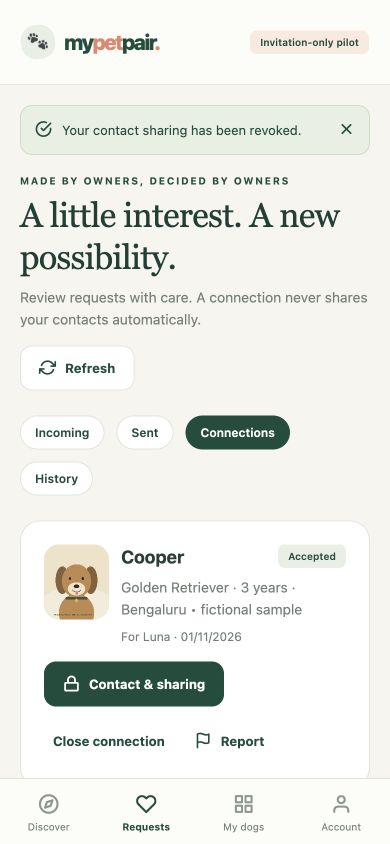 mypetpair.
Invitation-only pilot
Your contact sharing has been revoked.
MADE BY OWNERS, DECIDED BY OWNERS
A little interest. A new
possibility.
Review requests with care. A connection never shares
your contacts automatically.
Refresh
Incoming
Sent
Connections
History
Cooper
Accepted
Golden Retriever · 3 years ·
Bengaluru • fictional sample
For Luna · 01/11/2026
Contact & sharing
Close connection
Report
Discover
Requests
My dogs
Account